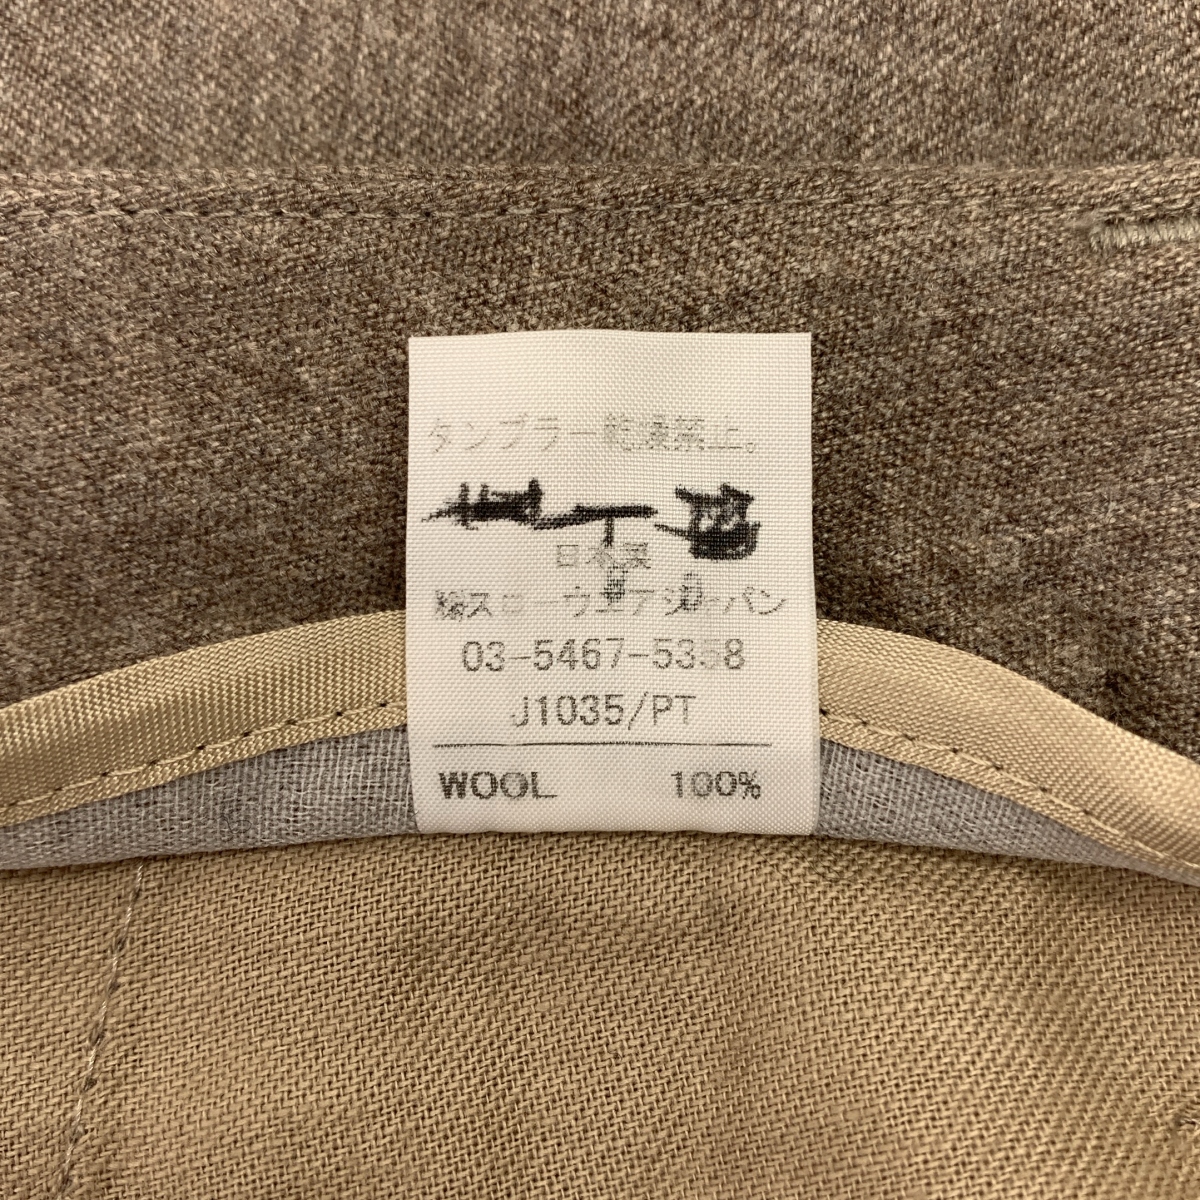 タンブラー乾燥禁止。
日本製
㈱スローウエアジャパン
03-5467-5358
J1035/PT
WOOL 100%